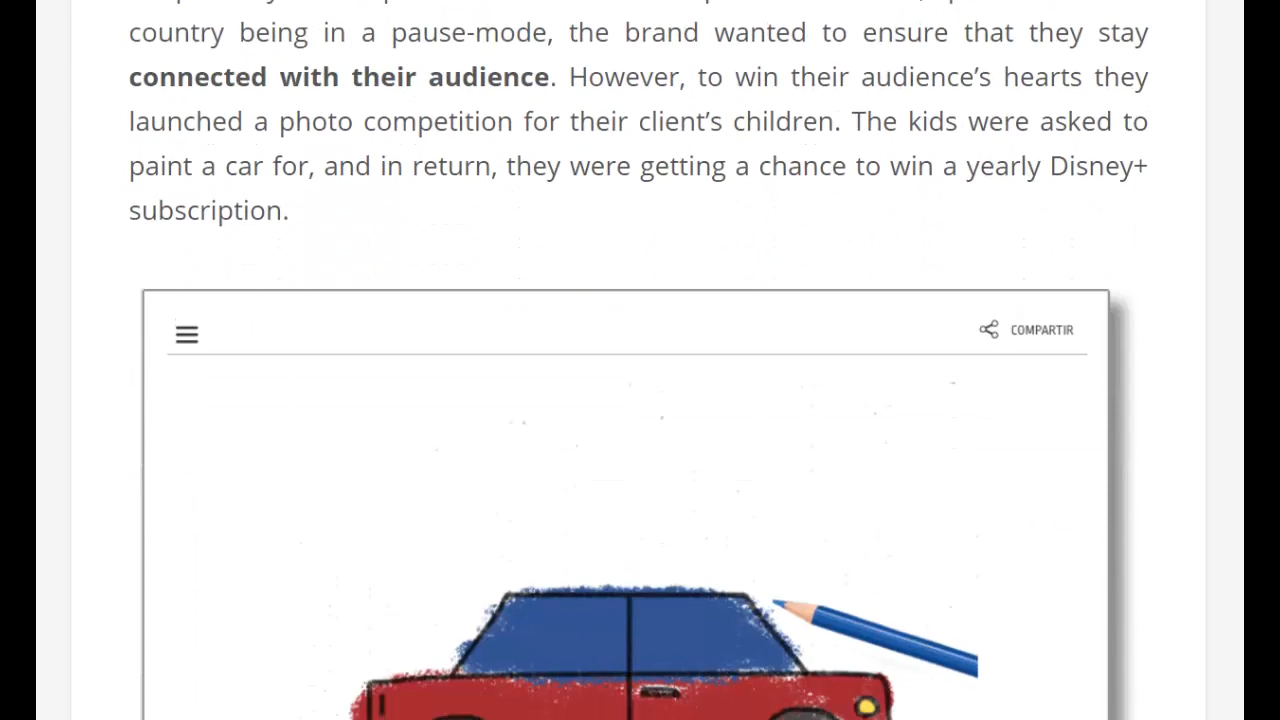 country being in a pause-mode, the brand wanted to ensure that they stay
connected with their audience. However, to win their audience’s hearts they
launched a photo competition for their client’s children. The kids were asked to
paint a car for, and in return, they were getting a chance to win a yearly Disney+
subscription.
COMPARTIR